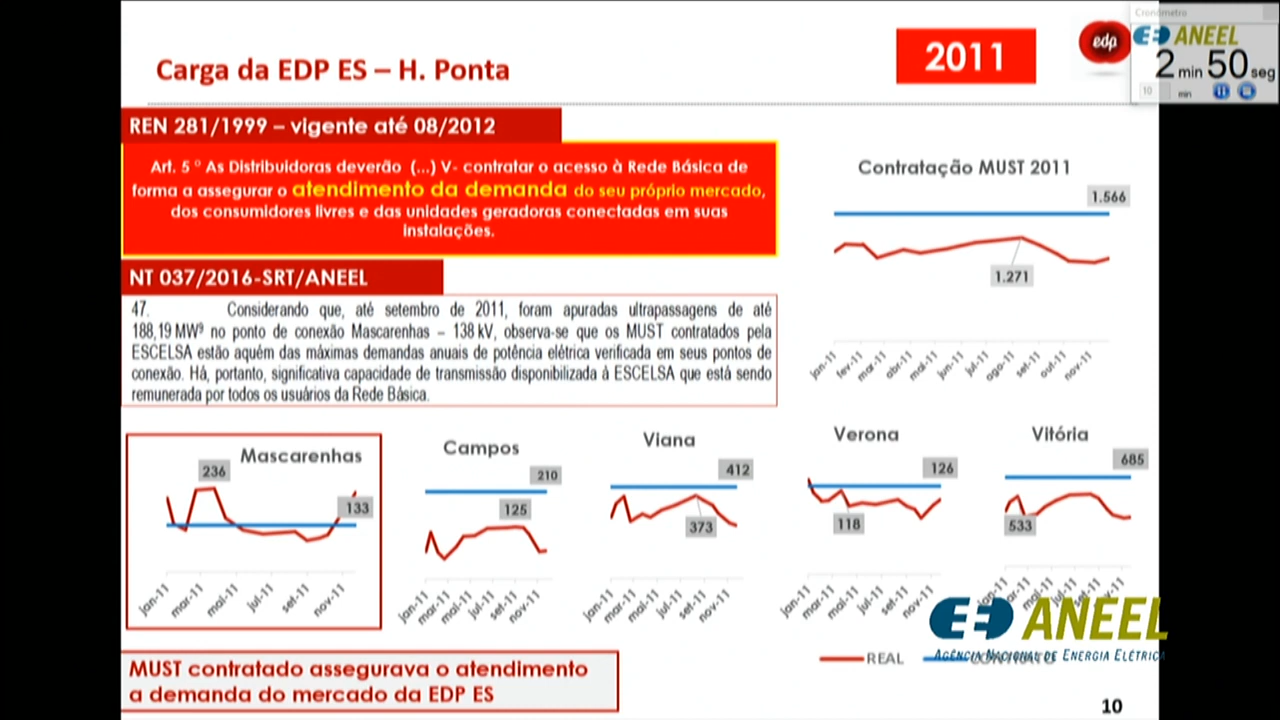 Carga da EDP ES – H. Ponta
2011
edp
Cronômetro
ANEEL
2 min 50 seg
10 min
REN 281/1999 – vigente até 08/2012
Art. 5 º As Distribuidoras deverão (...) V- contratar o acesso à Rede Básica de
forma a assegurar o atendimento da demanda do seu próprio mercado,
dos consumidores livres e das unidades geradoras conectadas em suas
instalações.
NT 037/2016-SRT/ANEEL
47. Considerando que, até setembro de 2011, foram apuradas ultrapassagens de até
188,19 MW⁹ no ponto de conexão Mascarenhas – 138 kV, observa-se que os MUST contratados pela
ESCELSA estão aquém das máximas demandas anuais de potência elétrica verificada em seus pontos de
conexão. Há, portanto, significativa capacidade de transmissão disponibilizada à ESCELSA que está sendo
remunerada por todos os usuários da Rede Básica.
Contratação MUST 2011
1.566
1.271
jan-11 fev-11 mar-11 abr-11 mai-11 jun-11 jul-11 ago-11 set-11 out-11 nov-11
Mascarenhas
236
133
jan-11 mar-11 mai-11 jul-11 set-11 nov-11
Campos
210
125
jan-11 mar-11 mai-11 jul-11 set-11 nov-11
Viana
412
373
jan-11 mar-11 mai-11 jul-11 set-11 nov-11
Verona
126
118
jan-11 mar-11 mai-11 jul-11 set-11 nov-11
Vitória
685
533
jan-11 mar-11 mai-11 jul-11 set-11 nov-11
REAL
ANEEL
AGÊNCIA NACIONAL DE ENERGIA ELÉTRICA
MUST contratado assegurava o atendimento
a demanda do mercado da EDP ES
10